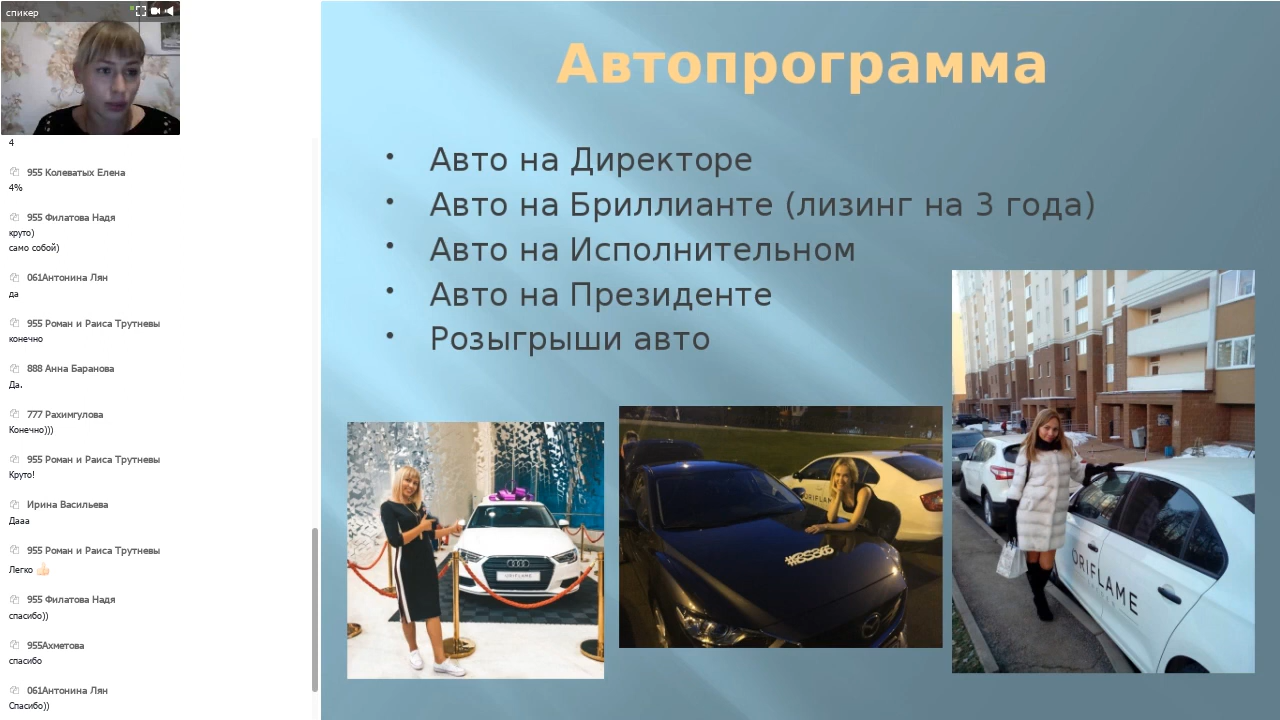 спикер
4
955 Колеватых Елена
4%
955 Филатова Надя
круто)
само собой)
061Антонина Лян
да
955 Роман и Раиса Трутневы
конечно
888 Анна Баранова
Да.
777 Рахимгулова
Конечно)))
955 Роман и Раиса Трутневы
Круто!
Ирина Васильева
Дааа
955 Роман и Раиса Трутневы
Легко 👍
955 Филатова Надя
спасибо))
955Ахметова
спасибо
061Антонина Лян
Спасибо))
Автопрограмма
• Авто на Директоре
• Авто на Бриллианте (лизинг на 3 года)
• Авто на Исполнительном
• Авто на Президенте
• Розыгрыши авто
ORIFLAME
ORIFLAME
ORIFLAME